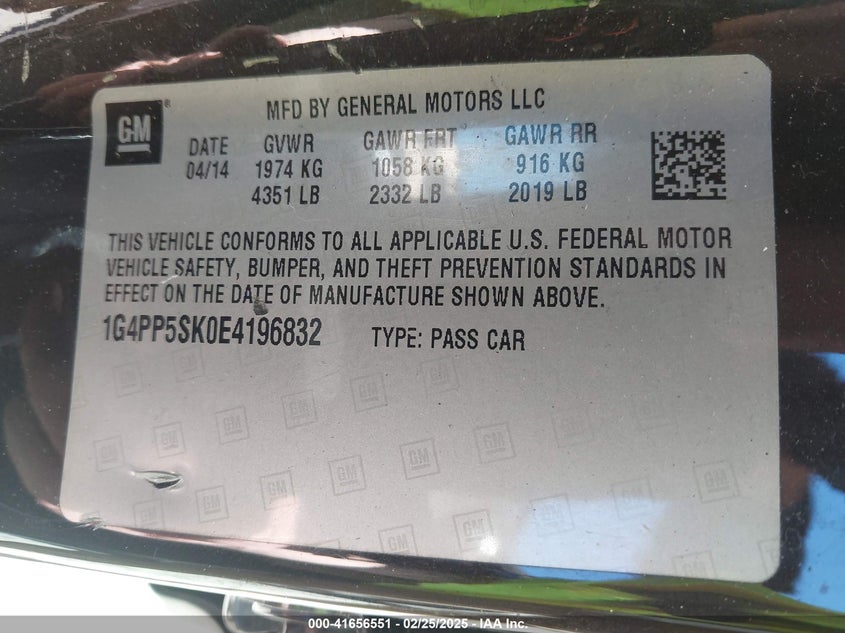 GM ®
MFD BY GENERAL MOTORS LLC
DATE GVWR GAWR FRT GAWR RR
04/14 1974 KG 1058 KG 916 KG
4351 LB 2332 LB 2019 LB
THIS VEHICLE CONFORMS TO ALL APPLICABLE U.S. FEDERAL MOTOR
VEHICLE SAFETY, BUMPER, AND THEFT PREVENTION STANDARDS IN
EFFECT ON THE DATE OF MANUFACTURE SHOWN ABOVE.
1G4PP5SK0E4196832 TYPE: PASS CAR
000-41656551 — 02/25/2025 — IAA Inc.